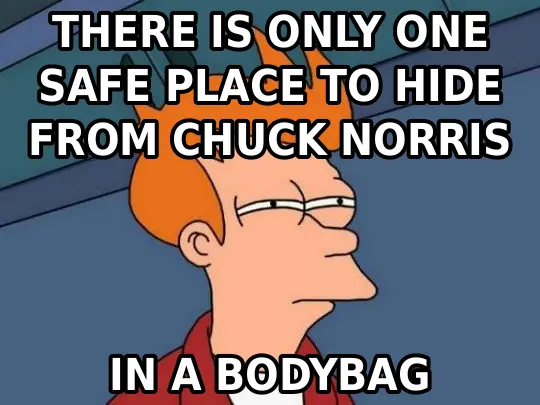 THERE IS ONLY ONE
SAFE PLACE TO HIDE
FROM CHUCK NORRIS
IN A BODYBAG